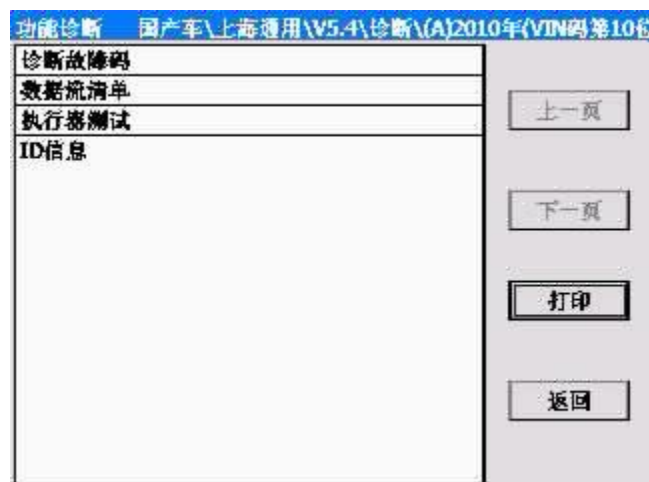 功能诊断 国产车\上海通用\V5.4\诊断\(A)2010年(VIN码第10位
诊断故障码
数据流清单
执行器测试
ID信息
上一页
下一页
打印
返回